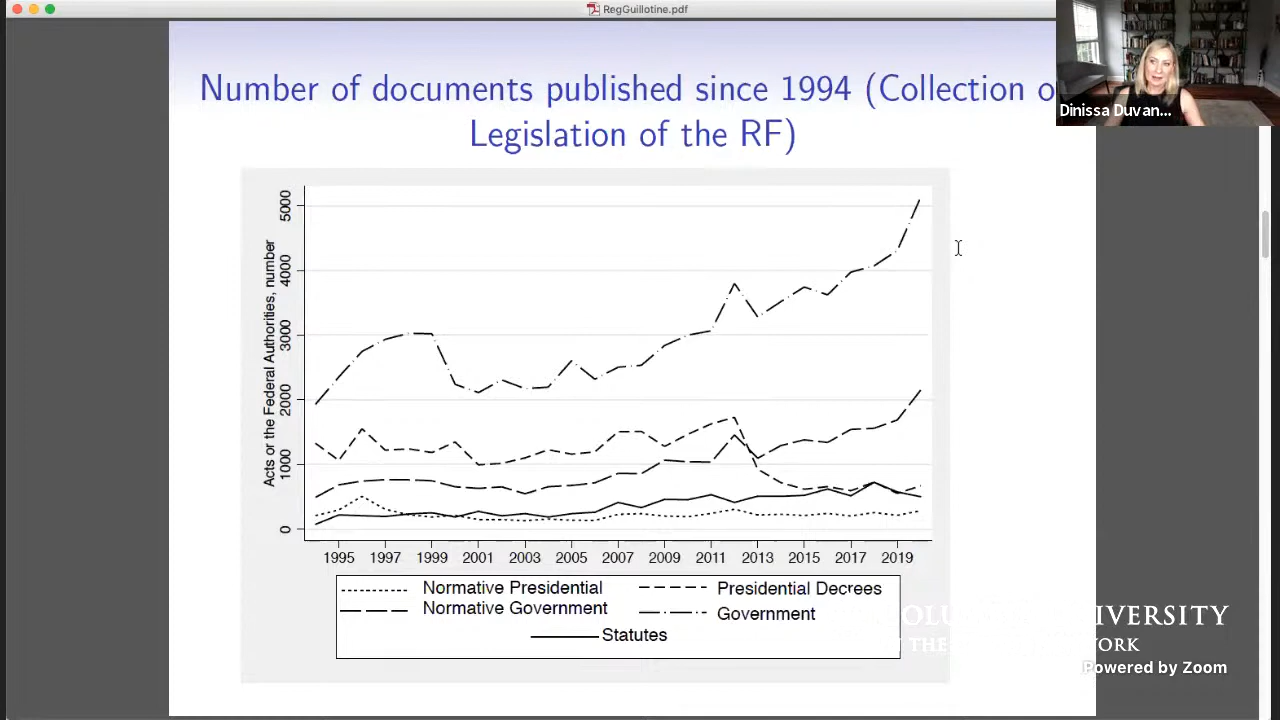 RegGuillotine.pdf
Dinissa Duvan...
Number of documents published since 1994 (Collection o
Legislation of the RF)
Acts or the Federal Authorities, number
5000
4000
3000
2000
1000
0
1995 1997 1999 2001 2003 2005 2007 2009 2011 2013 2015 2017 2019
Normative Presidential
Presidential Decrees
Normative Government
Government
Statutes
OLU IVERSITY
N THE ORK
Powered by Zoom